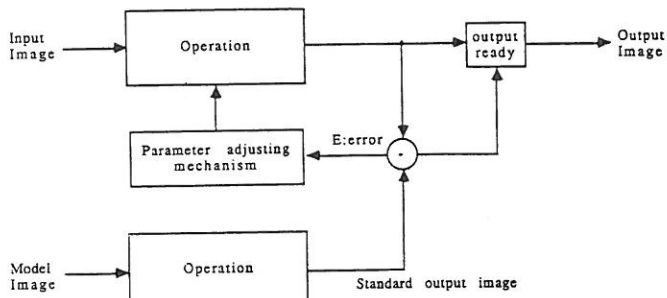 Input
Image
Operation
output
ready
Output
Image
Parameter adjusting
mechanism
E:error
Model
Image
Operation
Standard output image